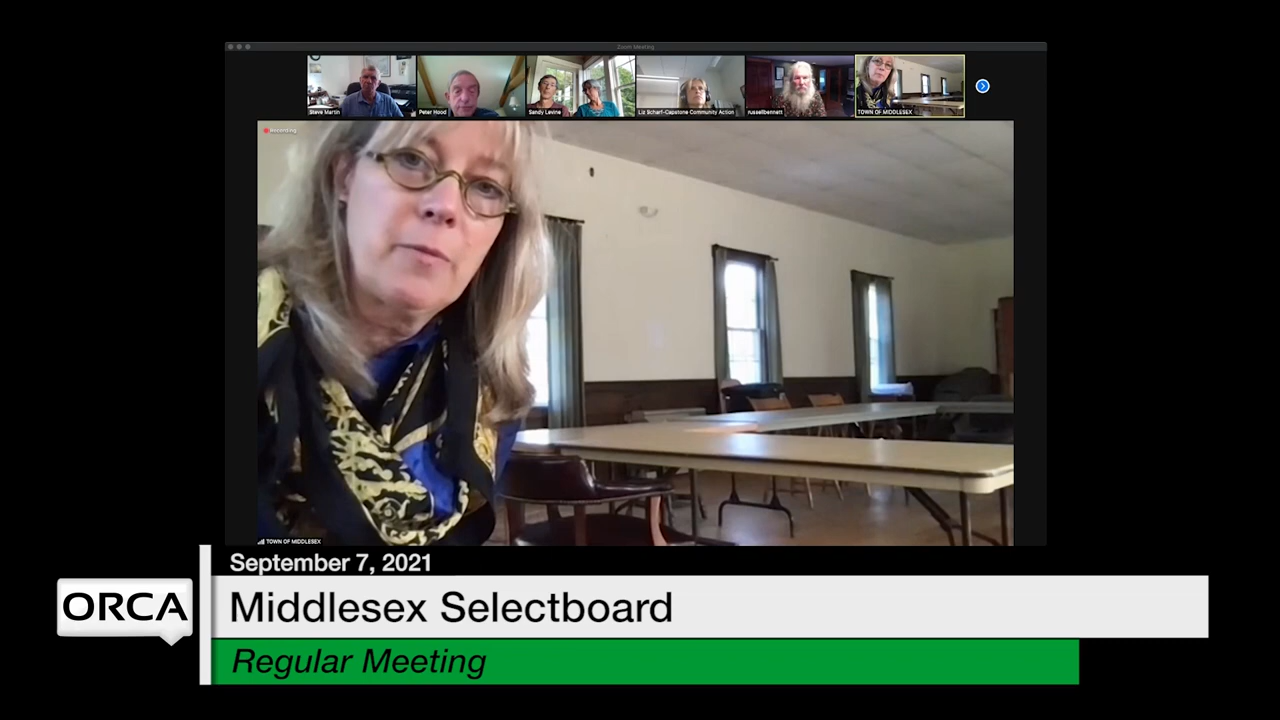 Zoom Meeting
Steve Martin
Peter Hood
Sandy Levine
Liz Scharf-Capstone Community Action
russellbennett
TOWN OF MIDDLESEX
Recording
TOWN OF MIDDLESEX
September 7, 2021
ORCA
Middlesex Selectboard
Regular Meeting